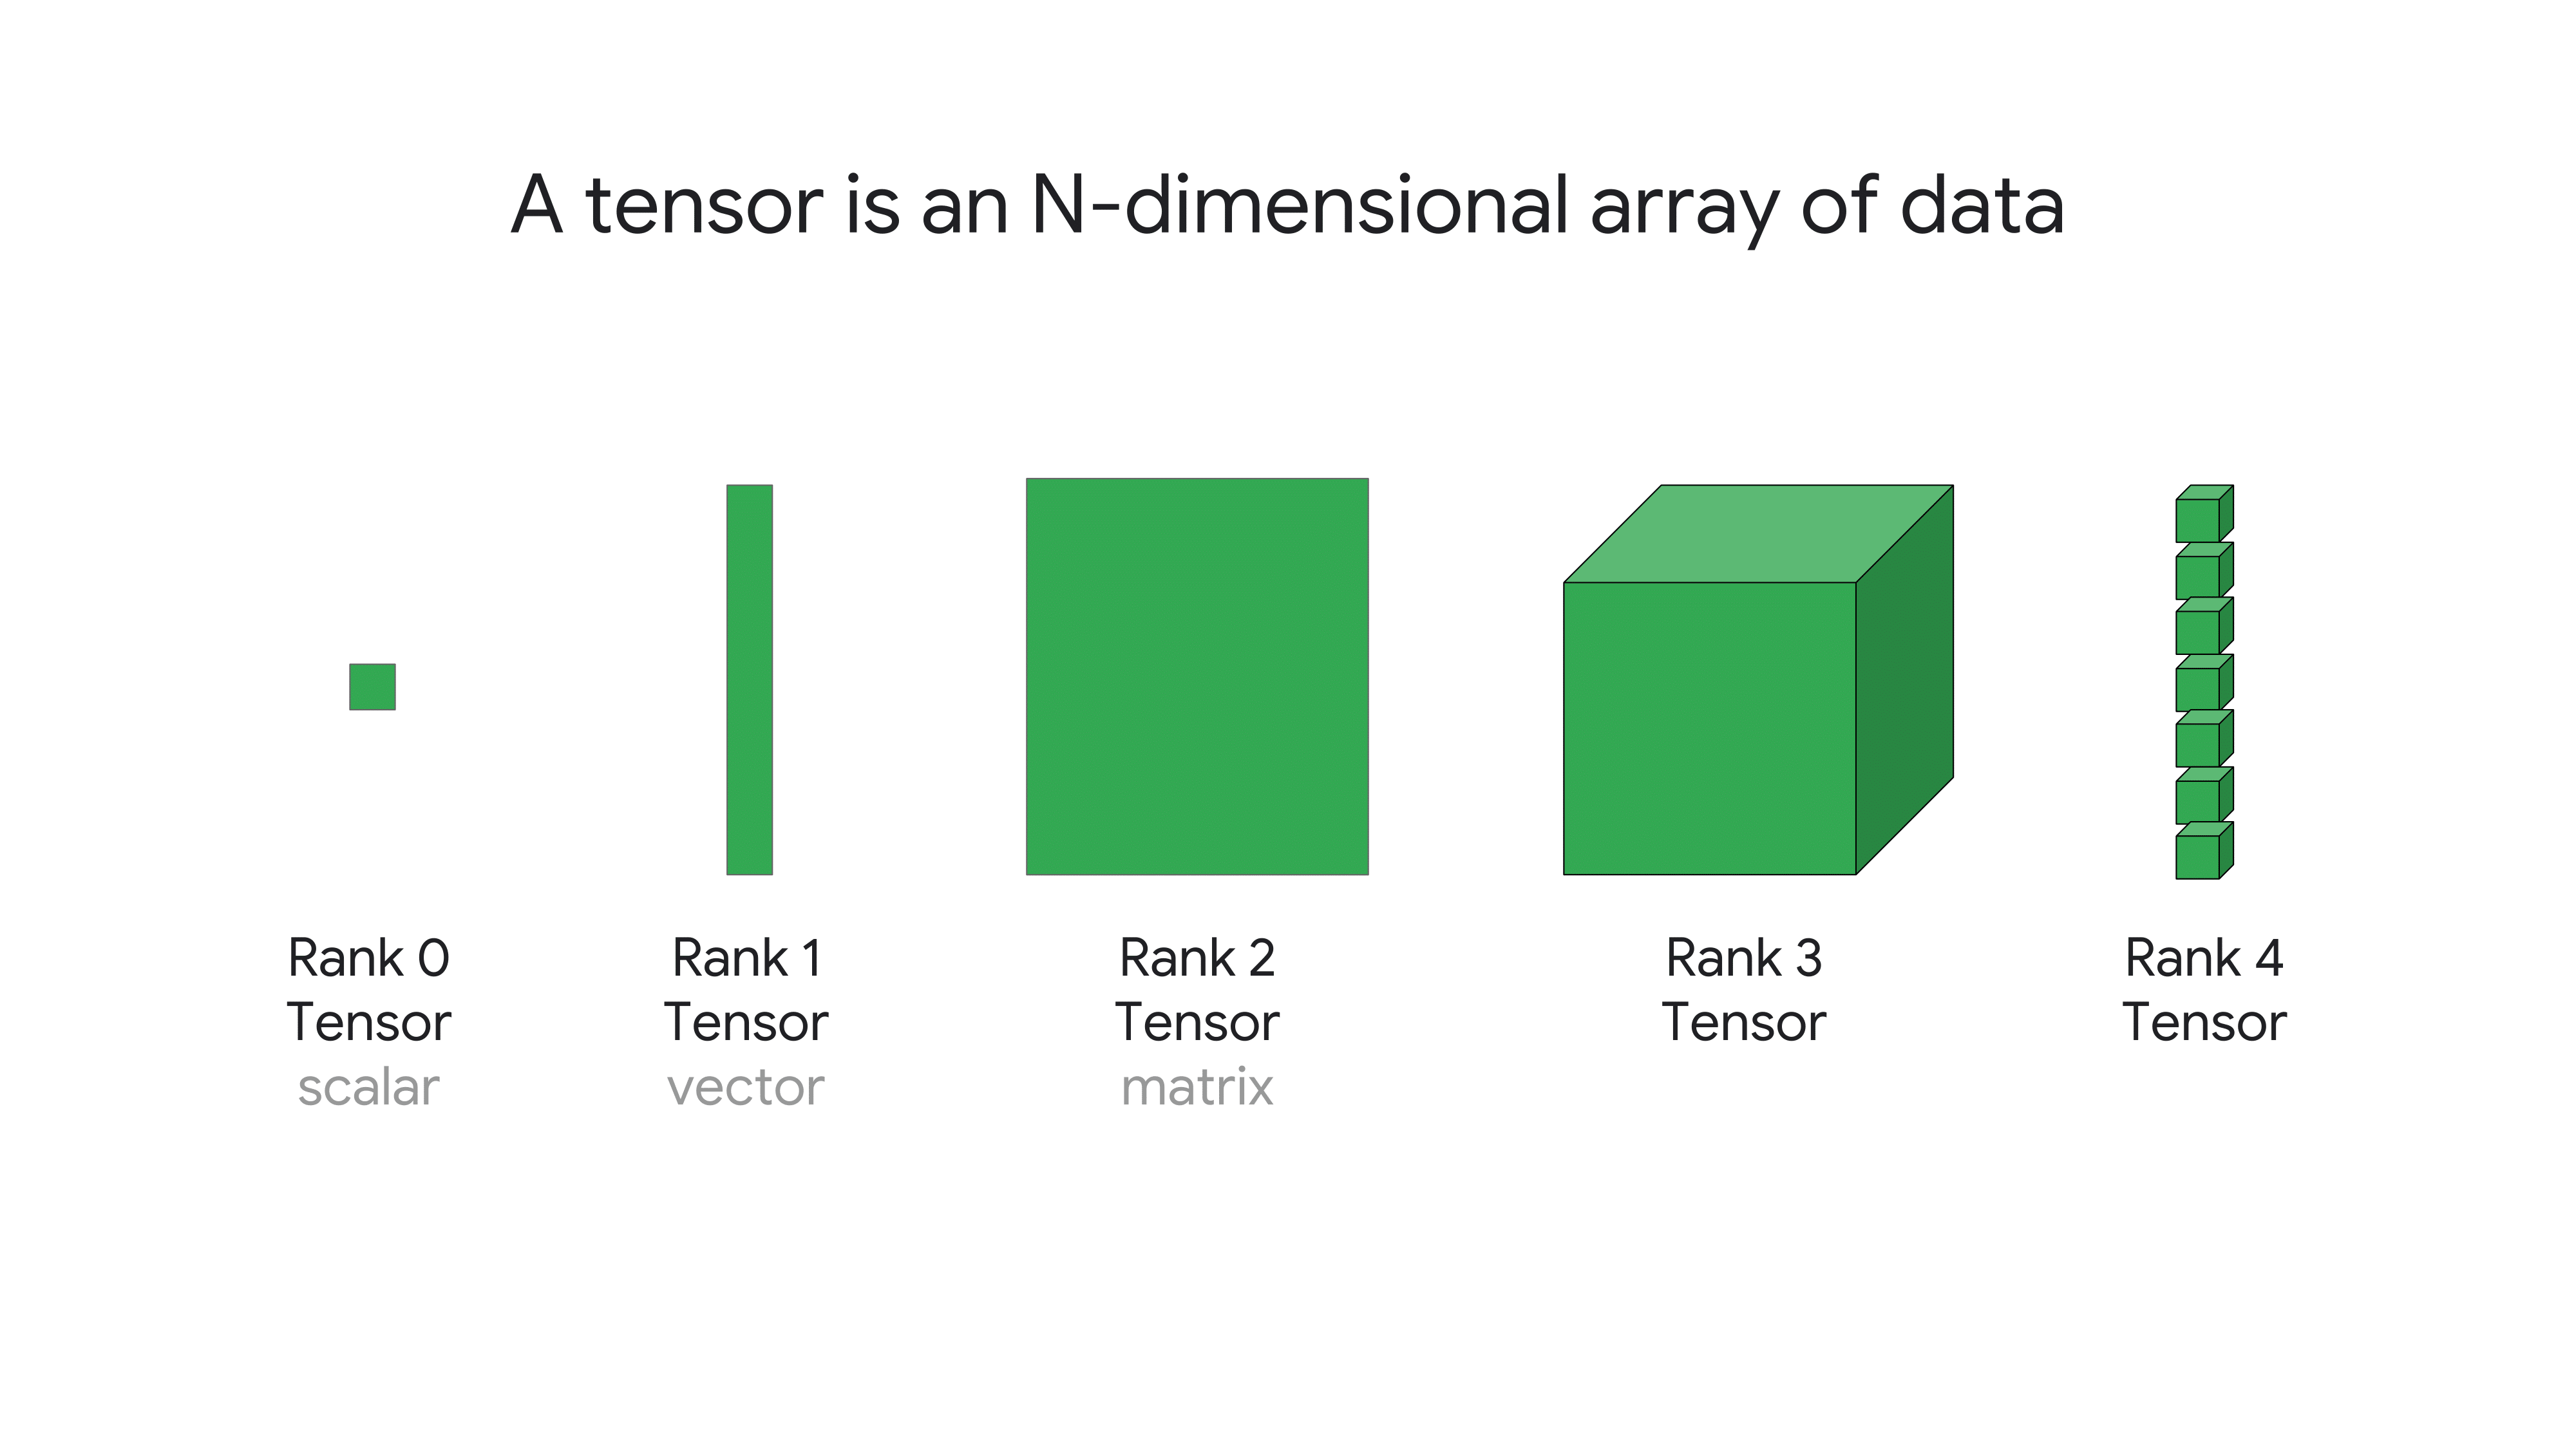 A tensor is an N-dimensional array of data
Rank 0
Tensor
scalar
Rank 1
Tensor
vector
Rank 2
Tensor
matrix
Rank 3
Tensor
Rank 4
Tensor